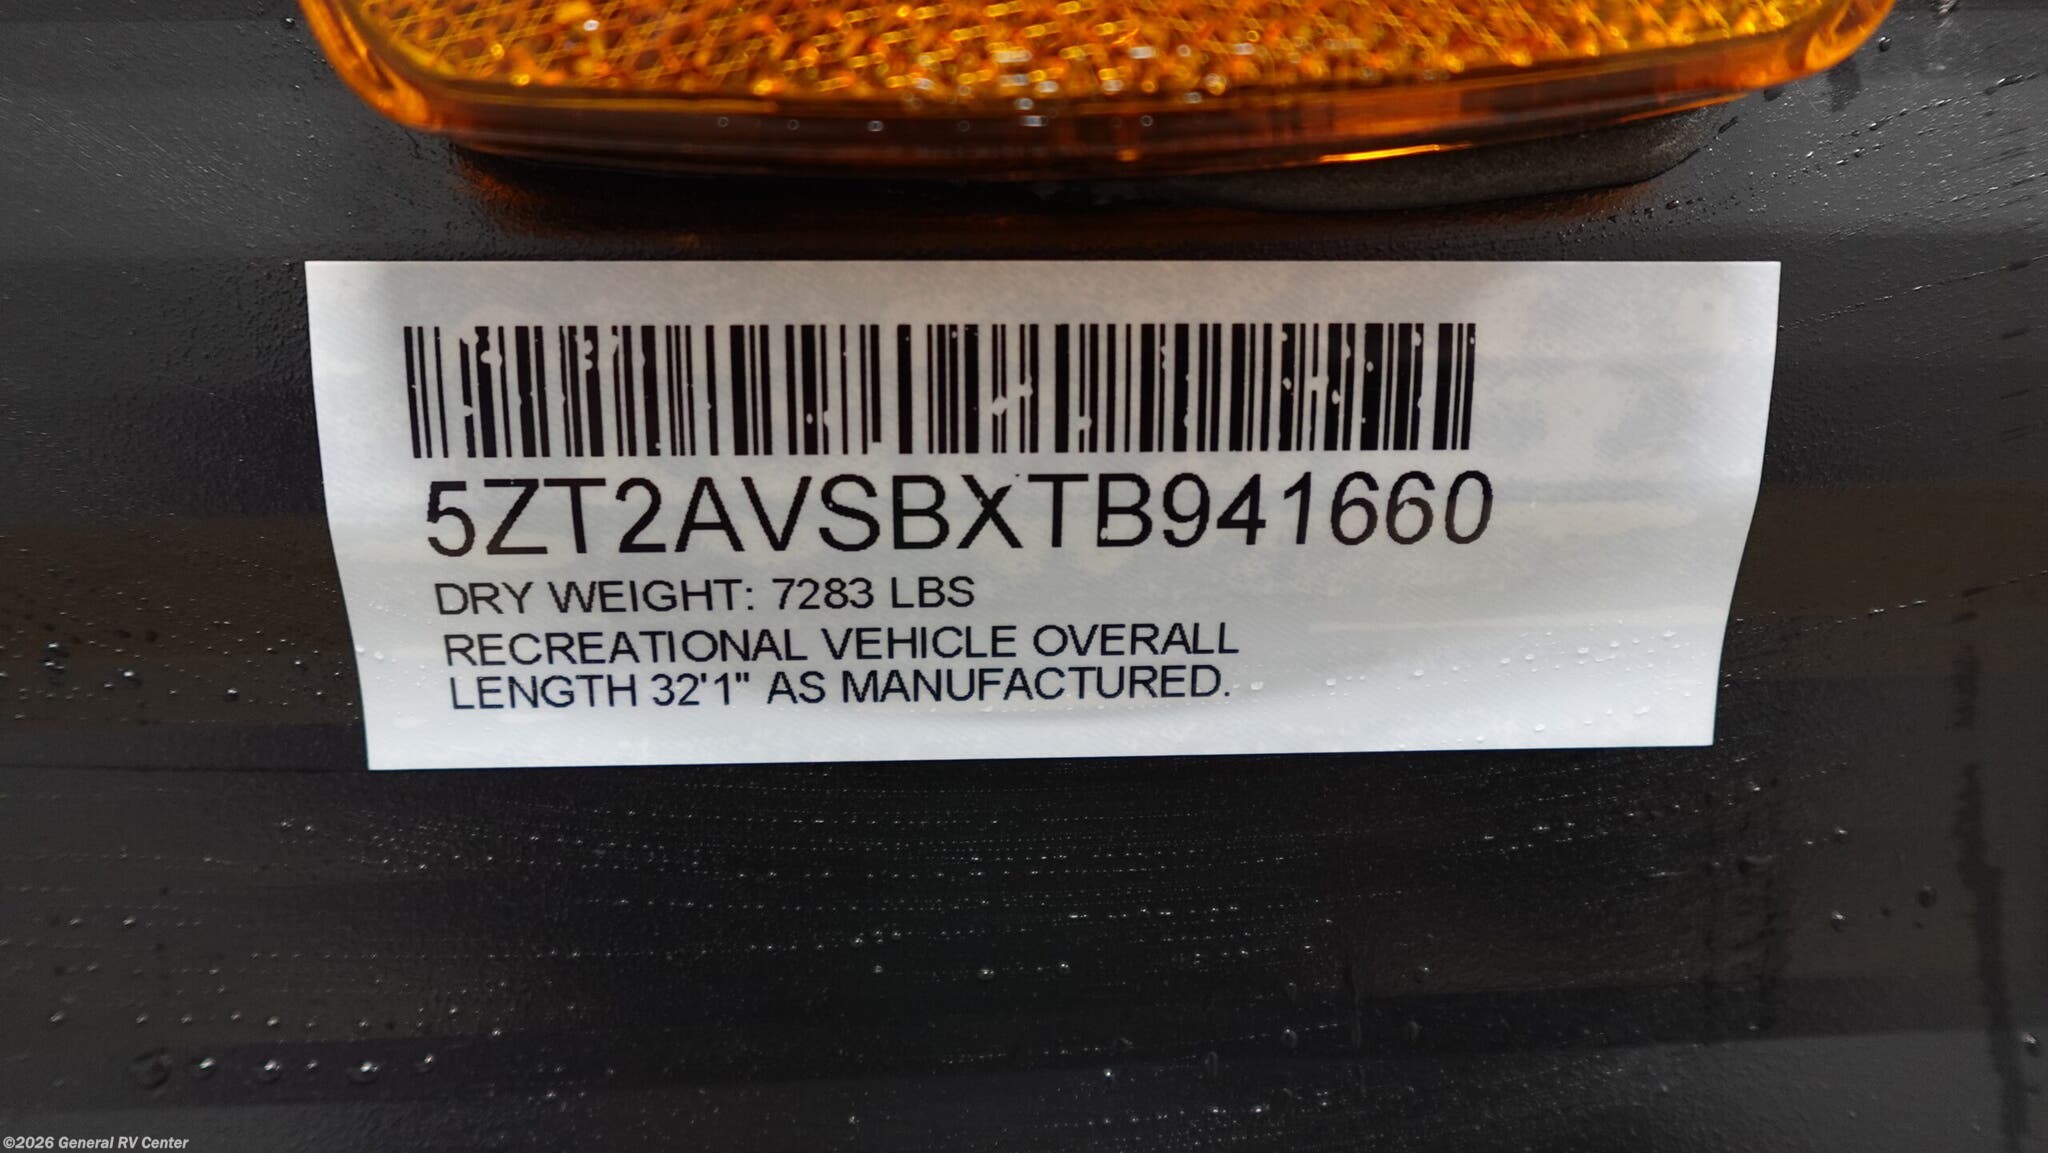 5ZT2AVSBXTB941660
DRY WEIGHT: 7283 LBS
RECREATIONAL VEHICLE OVERALL
LENGTH 32'1" AS MANUFACTURED.
©2026 General RV Center